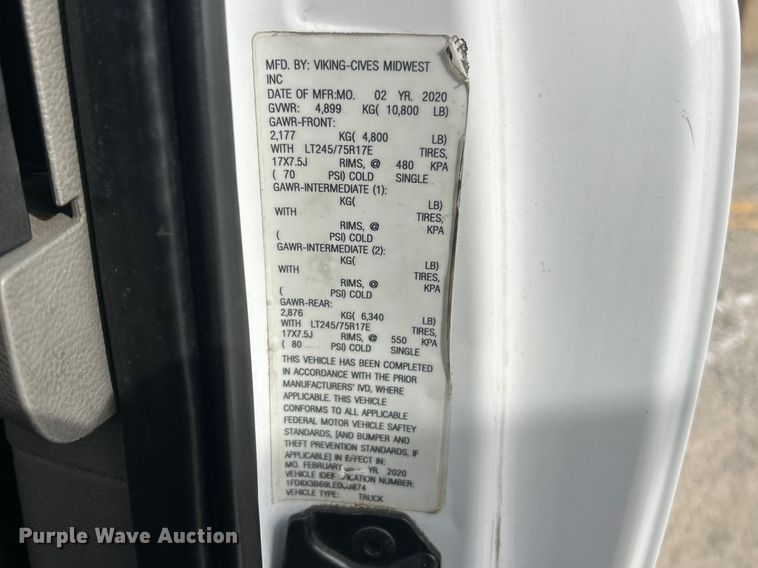 MFD. BY: VIKING-CIVES MIDWEST
INC
DATE OF MFR:MO. 02 YR. 2020
GVWR: 4,899 KG( 10,800 LB)
GAWR-FRONT:
2,177 KG( 4,800 LB)
WITH LT245/75R17E TIRES,
17X7.5J RIMS, @ 480 KPA
( 70 PSI) COLD SINGLE
GAWR-INTERMEDIATE (1):
KG( LB)
WITH TIRES,
RIMS, @ KPA
( PSI) COLD
GAWR-INTERMEDIATE (2):
KG( LB)
WITH TIRES,
RIMS, @ KPA
( PSI) COLD
GAWR-REAR:
2,876 KG( 6,340 LB)
WITH LT245/75R17E TIRES,
17X7.5J RIMS, @ 550 KPA
( 80 PSI) COLD SINGLE
THIS VEHICLE HAS BEEN COMPLETED
IN ACCORDANCE WITH THE PRIOR
MANUFACTURERS' IVD, WHERE
APPLICABLE. THIS VEHICLE
CONFORMS TO ALL APPLICABLE
FEDERAL MOTOR VEHICLE SAFTEY
STANDARDS, [AND BUMPER AND
THEFT PREVENTION STANDARDS, IF
APPLICABLE] IN EFFECT IN:
MO. FEBRUARY YR. 2020
VEHICLE NUMBER:
VEHICLE TYPE: TRUCK
Purple Wave Auction